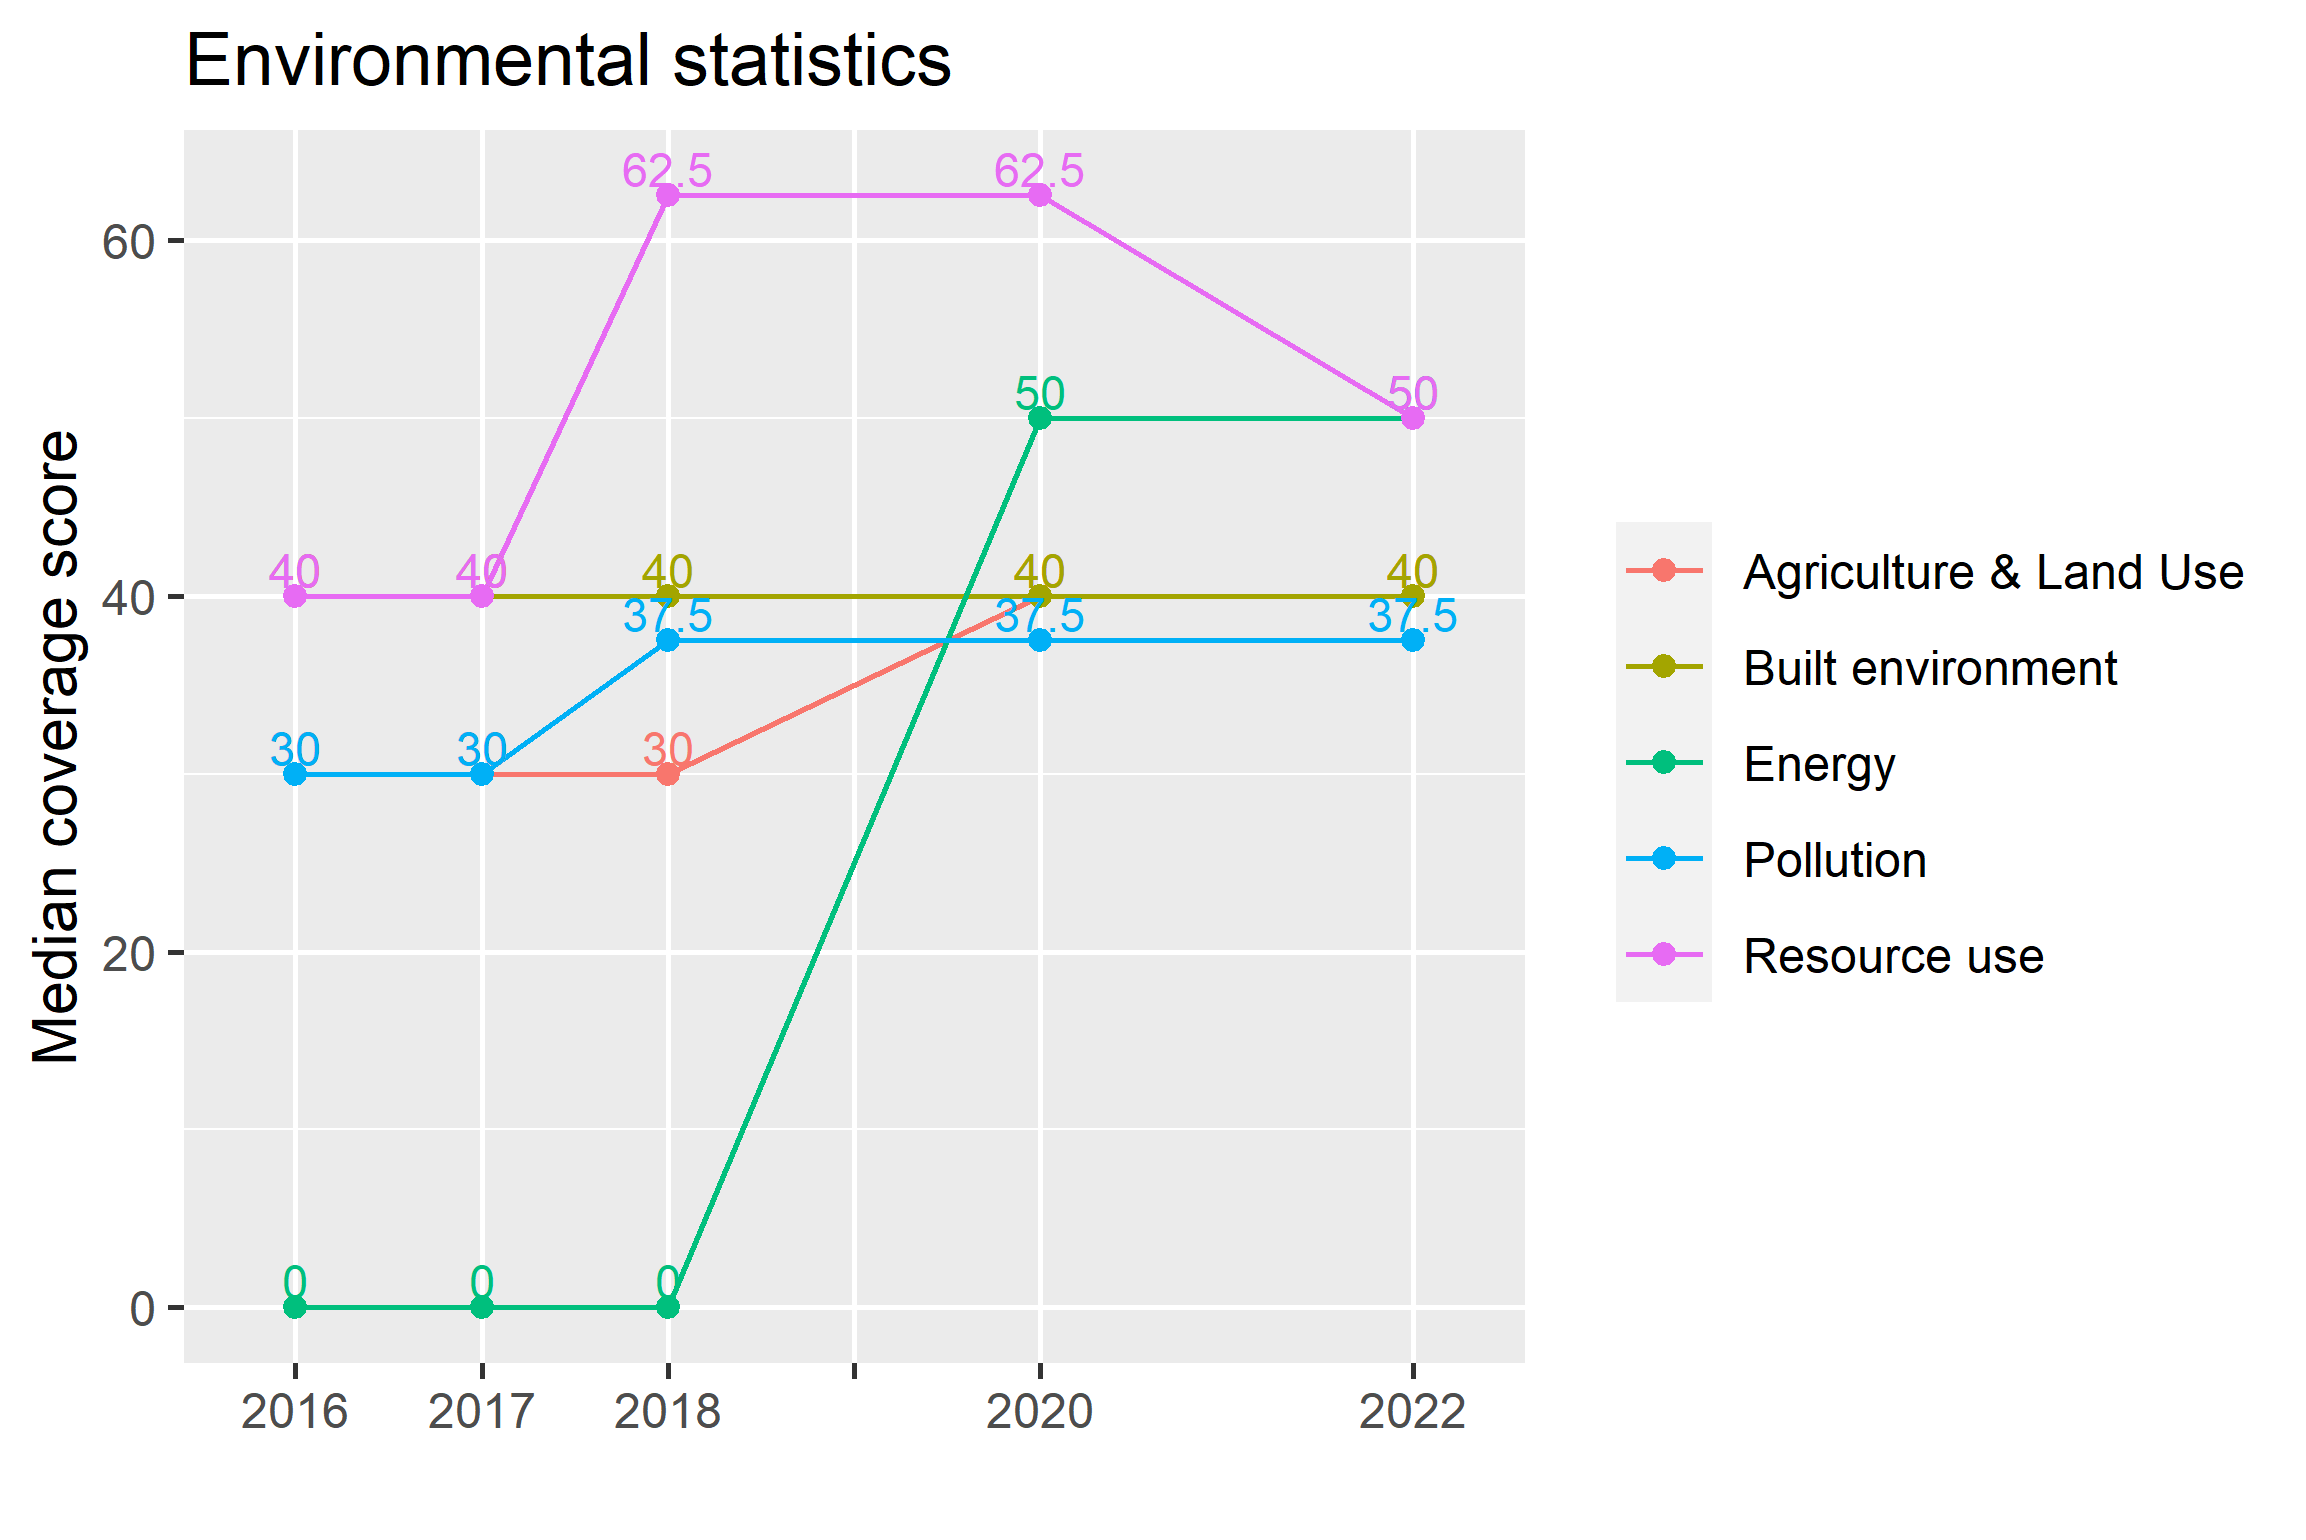 Environmental statistics
Median coverage score
60
40
20
0
62.5 62.5
50 50
40 40 40 40 40
37.5 37.5 37.5
30 30 30
0 0 0
2016 2017 2018 2020 2022
Agriculture & Land Use
Built environment
Energy
Pollution
Resource use